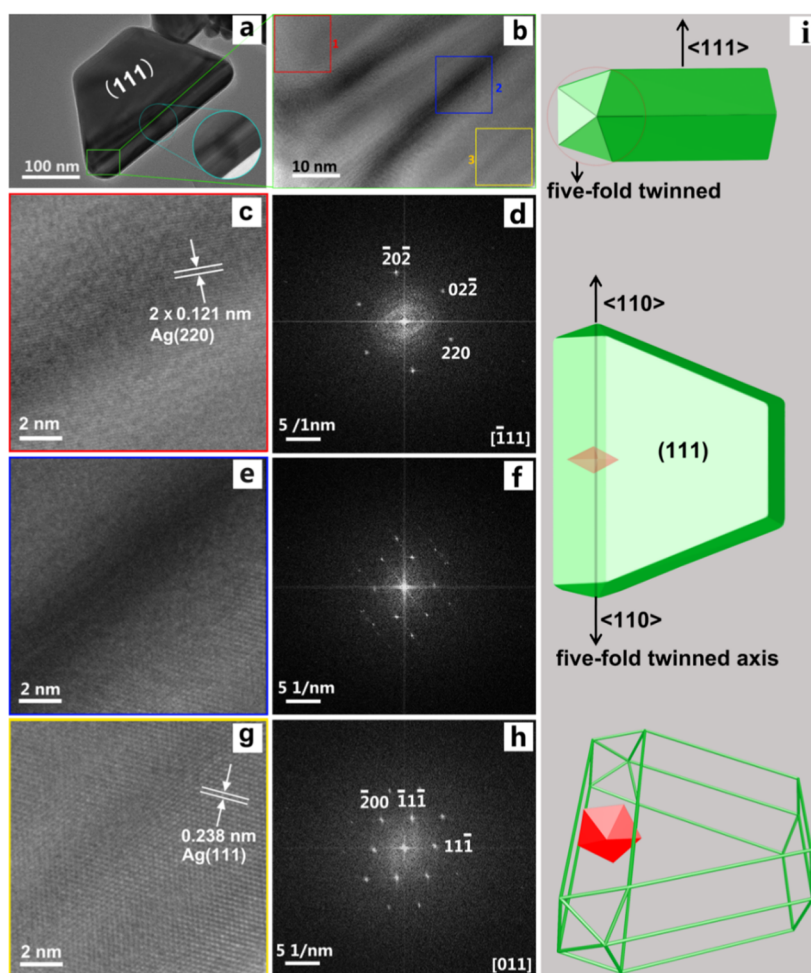 a
(111)
100 nm
b
1
2
3
10 nm
c
2 x 0.121 nm
Ag(220)
2 nm
d
2̅02̅
022̅
220
5 /1nm
[1̅11]
e
2 nm
f
5 1/nm
g
0.238 nm
Ag(111)
2 nm
h
2̅00 1̅11̅
111̅
5 1/nm
[011]
i
<111>
five-fold twinned
<110>
(111)
<110>
five-fold twinned axis